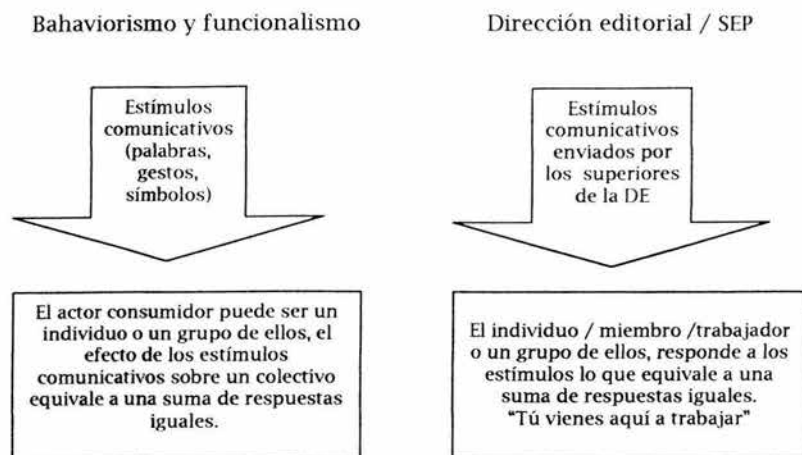 Bahaviorismo y funcionalismo
Estímulos
comunicativos
(palabras,
gestos,
símbolos)
El actor consumidor puede ser un
individuo o un grupo de ellos, el
efecto de los estímulos
comunicativos sobre un colectivo
equivale a una suma de respuestas
iguales.
Dirección editorial / SEP
Estímulos
comunicativos
enviados por
los superiores
de la DE
El individuo / miembro /trabajador
o un grupo de ellos, responde a los
estímulos lo que equivale a una
suma de respuestas iguales.
"Tú vienes aquí a trabajar"